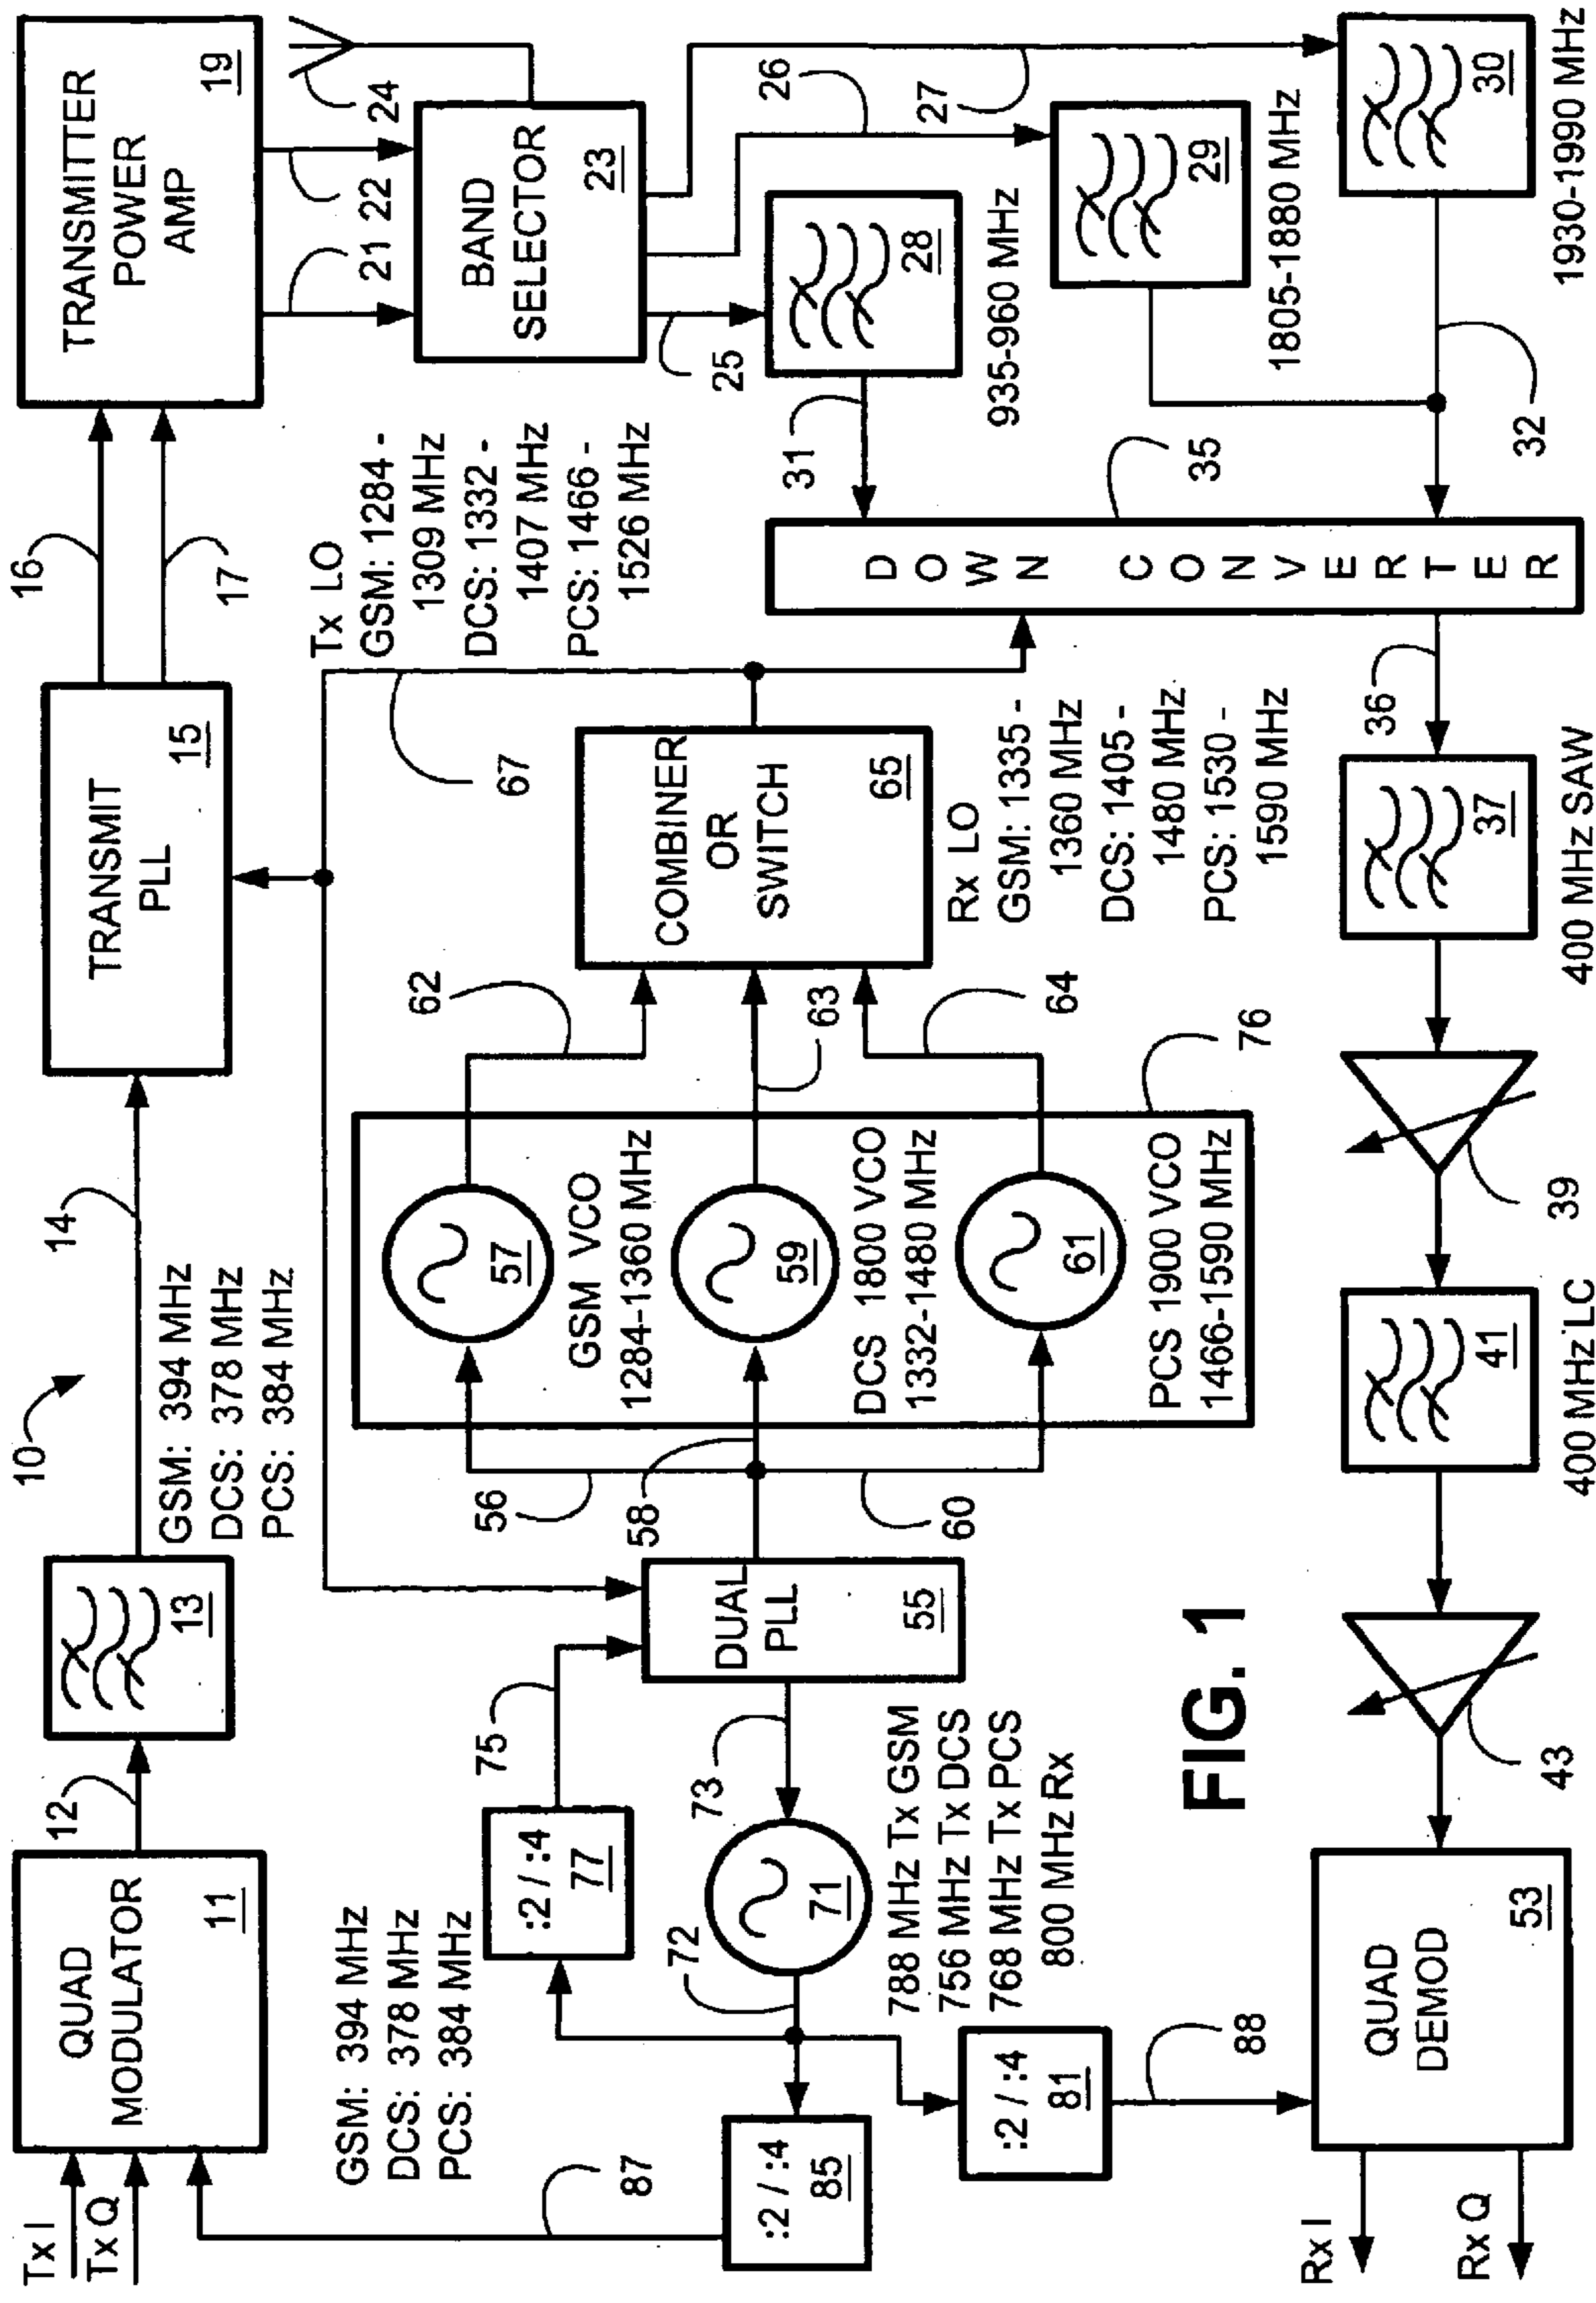 10
Tx I
Tx Q
QUAD
MODULATOR
11
12
13
GSM: 394 MHz
DCS: 378 MHz
PCS: 384 MHz
14
TRANSMIT
PLL
15
16
17
TRANSMITTER
POWER
AMP
19
21
22
24
BAND
SELECTOR
23
25
26
27
28
935-960 MHz
29
1805-1880 MHz
30
1930-1990 MHz
31
32
Tx LO
GSM: 1284 -
1309 MHz
DCS: 1332 -
1407 MHz
PCS: 1466 -
1526 MHz
67
DOWN CONVERTER
35
36
COMBINER
OR
SWITCH
65
Rx LO
GSM: 1335 -
1360 MHz
DCS: 1405 -
1480 MHz
PCS: 1530 -
1590 MHz
62
63
64
76
57
GSM VCO
1284-1360 MHz
59
DCS 1800 VCO
1332-1480 MHz
61
PCS 1900 VCO
1466-1590 MHz
56
58
60
DUAL
PLL
55
75
73
:2 / :4
77
GSM: 394 MHz
DCS: 378 MHz
PCS: 384 MHz
71
72
788 MHz Tx GSM
756 MHz Tx DCS
768 MHz Tx PCS
800 MHz Rx
:2 / :4
85
87
:2 / :4
81
88
37
400 MHz SAW
39
41
400 MHz LC
43
QUAD
DEMOD
53
Rx I
Rx Q
FIG. 1